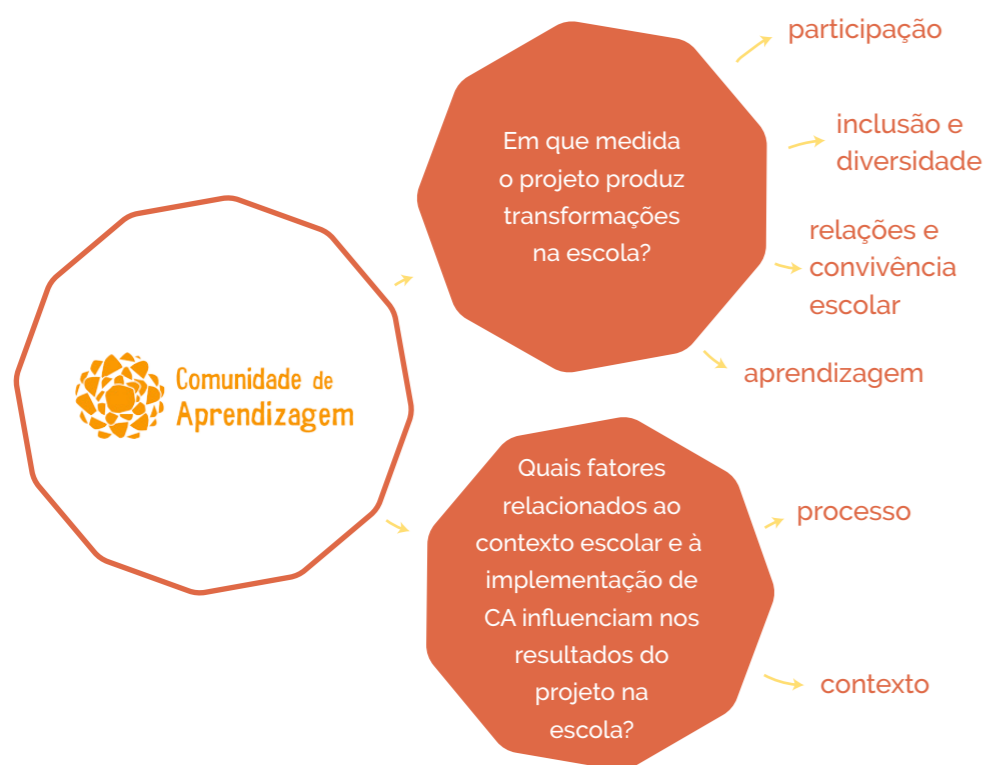 Comunidade de
Aprendizagem
Em que medida
o projeto produz
transformações
na escola?
participação
inclusão e
diversidade
relações e
convivência
escolar
aprendizagem
Quais fatores
relacionados ao
contexto escolar e à
implementação de
CA influenciam nos
resultados do
projeto na
escola?
processo
contexto